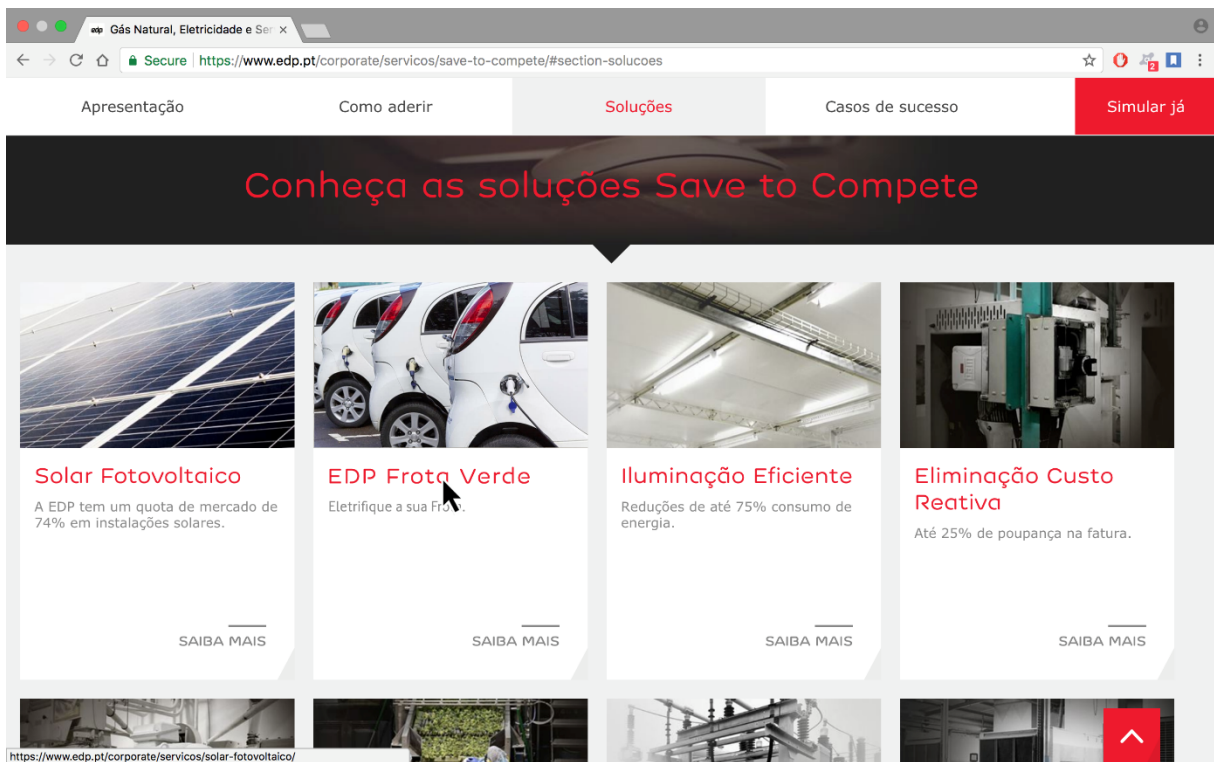 edp Gás Natural, Eletricidade e Ser
Secure https://www.edp.pt/corporate/servicos/save-to-compete/#section-solucoes
2
Apresentação
Como aderir
Soluções
Casos de sucesso
Simular já
Conheça as soluções Save to Compete
Solar Fotovoltaico
A EDP tem um quota de mercado de
74% em instalações solares.
SAIBA MAIS
EDP Frota Verde
Eletrifique a sua
SAIBA MAIS
Iluminação Eficiente
Reduções de até 75% consumo de
energia.
SAIBA MAIS
Eliminação Custo
Reativa
Até 25% de poupança na fatura.
SAIBA MAIS
https://www.edp.pt/corporate/servicos/solar-fotovoltaico/